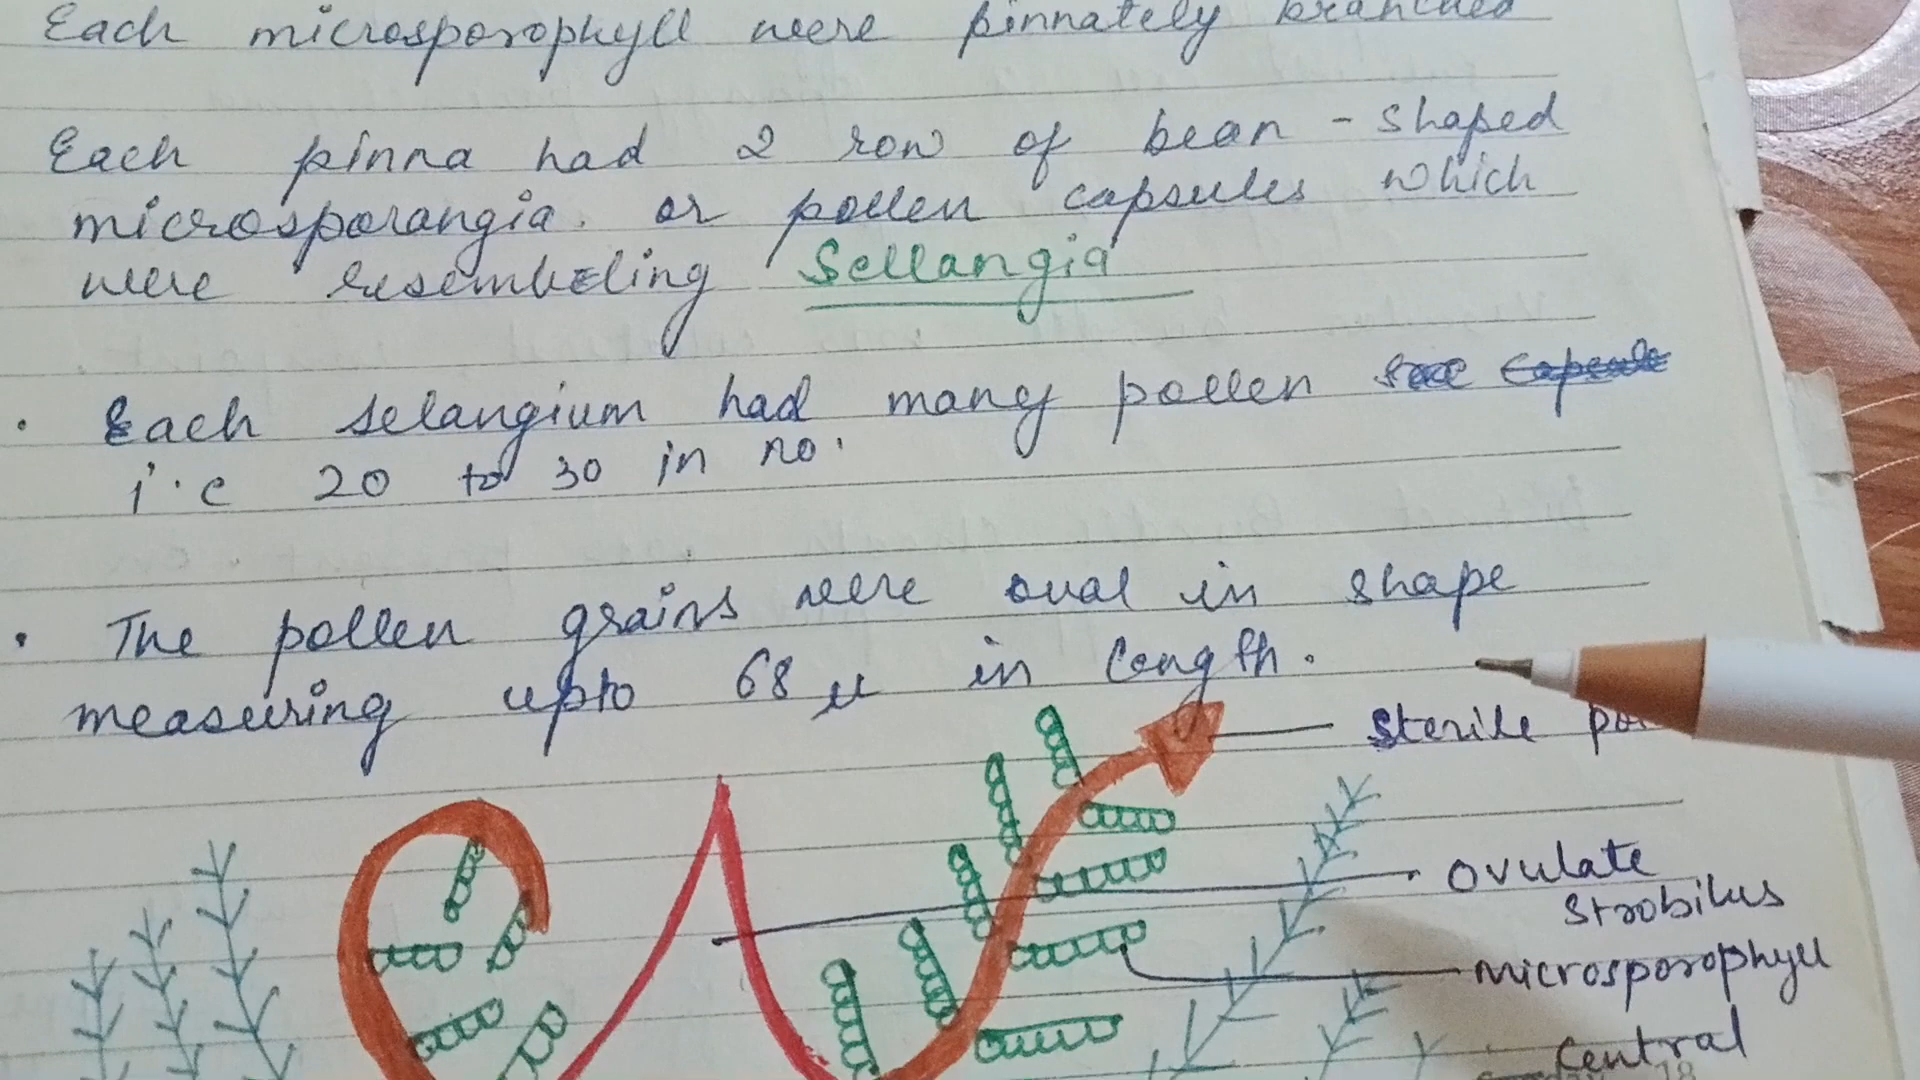 Each microsporophyll were pinnately branched
Each pinna had 2 row of bean - shaped
microsporangia. or pollen capsules which
were resembeling Sellangia
. Each selangium had many pollen
i.e 20 to 30 in no.
. The pollen grains were oval in shape
measuring upto 68 μ in length.
Sterile
Ovulate
Strobilus
Microsporophyll
Central